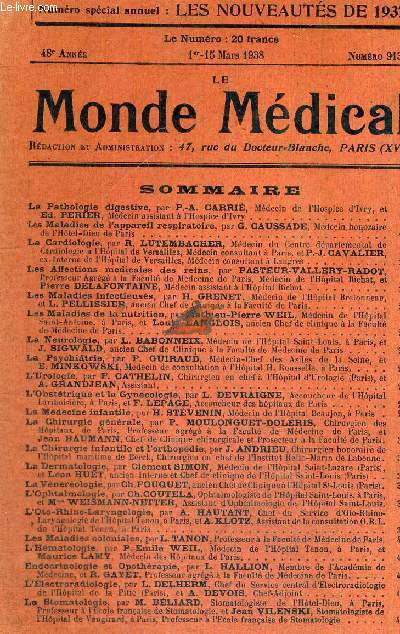 Numéro spécial annuel : LES NOUVEAUTÉS DE 1937
Le Numéro : 20 francs
48e ANNÉE 1er-15 MARS 1938 NUMÉRO 913
LE
Monde Médical
RÉDACTION ET ADMINISTRATION : 47, rue du Docteur-Blanche, PARIS (XV
SOMMAIRE
La Pathologie digestive, par P.-A. CARRIÉ, Médecin de l'Hospice d'Ivry, et
Ed. PERIER, Médecin assistant à l'Hospice d'Ivry
Les Maladies de l'appareil respiratoire, par G. CAUSSADE, Médecin honoraire
de l'Hôtel-Dieu de Paris
La Cardiologie, par R. LUTEMBACHER, Médecin du Centre départemental de
Cardiologie à l'Hôpital de Versailles, Médecin consultant à Paris, et P.-J. CAVALIER,
ex-Interne de l'Hôpital de Versailles, Médecin consultant à Langres
Les Affections médicales des reins, par PASTEUR-VALLERY-RADOT,
Professeur Agrégé à la Faculté de Médecine de Paris, Médecin de l'Hôpital Bichat, et
Pierre DELAFONTAINE, Médecin assistant à l'Hôpital Bichat
Les Maladies infectieuses, par H. GRENET, Médecin de l'Hôpital Bretonneau,
et L. PELLISSIER, ancien Chef de Clinique à la Faculté de Paris
Les Maladies de la nutrition, par Mathieu-Pierre WEIL, Médecin de l'Hôpital
Saint-Antoine, à Paris, et Louis LANGLOIS, ancien Chef de clinique à la Faculté
de Médecine de Paris
La Neurologie, par L. BABONNEIX, Médecin de l'Hôpital Saint-Louis, à Paris, et
J. SIGWALD, ancien Chef de Clinique à la Faculté de Médecine de Paris
La Psychiatrie, par P. GUIRAUD, Médecin-Chef des Asiles de la Seine, et
E. MINKOWSKI, Médecin de consultation à l'Hôpital H. Rousselle, à Paris
L'Urologie, par F. CATHELIN, Chirurgien en chef à l'Hôpital d'Urologie (Paris), et
A. GRANDJEAN, Assistant
L'Obstétrique et la Gynécologie, par L. DEVRAIGNE, Accoucheur de l'Hôpital
Lariboisière, à Paris, et F. LEPAGE, Accoucheur des hôpitaux de Paris
La Médecine infantile, par H. STÉVENIN, Médecin de l'Hôpital Beaujon, à Paris
La Chirurgie générale, par P. MOULONGUET-DOLÉRIS, Chirurgien des
Hôpitaux de Paris, Professeur agrégé à la Faculté de Médecine de Paris, et
Jean BAUMANN, Chef de Clinique chirurgicale et Prosecteur à la Faculté de Paris
La Chirurgie infantile et l'orthopédie, par J. ANDRIEU, Chirurgien honoraire de
l'Hôpital maritime de Berck, Chirurgien en chef de l'Institut
La Dermatologie, par Clément SIMON, Médecin de l'Hôpital Saint-Lazare (Paris),
et Léon HUET, ancien Interne et Chef de clinique de l'Hôpital Saint-Louis (Paris)
La Vénéréologie, par Ch. FOUQUET, ancien Chef de clinique de l'Hôpital St-Louis (Paris)
L'Ophtalmologie, par Ch. COUTELA, Ophtalmologiste de l'Hôpital Saint-Louis, à Paris,
et Mme WEISMANN-NETTER, Assistante d'Ophtalmologie de l'Hôpital St-Louis
L'Oto-Rhino-Laryngologie, par A. HAUTANT, Chef du Service d'Oto-Rhino-
Laryngologie de l'Hôpital Tenon, à Paris, et A. KLOTZ, Assistant de la consultation O.R.L.
de l'Hôpital Tenon, à Paris
Les Maladies coloniales, par L. TANON, Professeur à la Faculté de Médecine de Paris
L'Hématologie, par P.-Emile WEIL, Médecin de l'Hôpital Tenon, à Paris, et
Maurice LAMY, Médecin des Hôpitaux de Paris
Endocrinologie et Opothérapie, par L. HALLION, Membre de l'Académie de
Médecine, et R. GAYET, Professeur agrégé à la Faculté de Médecine de Paris
L'Electroradiologie, par L. DELHERM, Chef du Service central d'Electroradiologie
de l'Hôpital de la Pitié (Paris), et A. DEVOIS, Chef-Adjoint
La Stomatologie, par M. BÉLIARD, Stomatologiste de l'Hôtel-Dieu, à Paris,
Professeur à l'École française de Stomatologie, et Jean VILENSKI, Stomatologiste de
l'Hôpital de Vaugirard, à Paris, Professeur à l'École française de Stomatologie